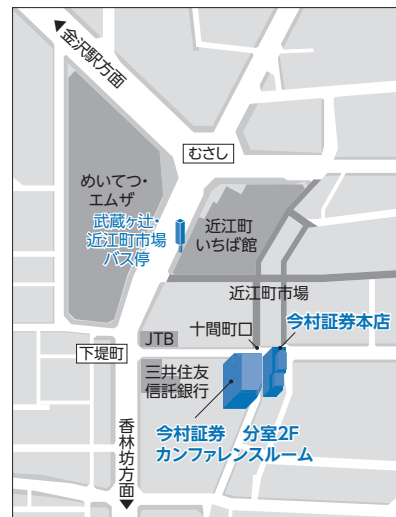 金沢駅方面
むさし
めいてつ・
エムザ
武蔵ヶ辻・
近江町市場
バス停
近江町
いちば館
近江町市場
十間町口
今村証券本店
JTB
下堤町
三井住友
信託銀行
今村証券　分室2F
カンファレンスルーム
香林坊方面